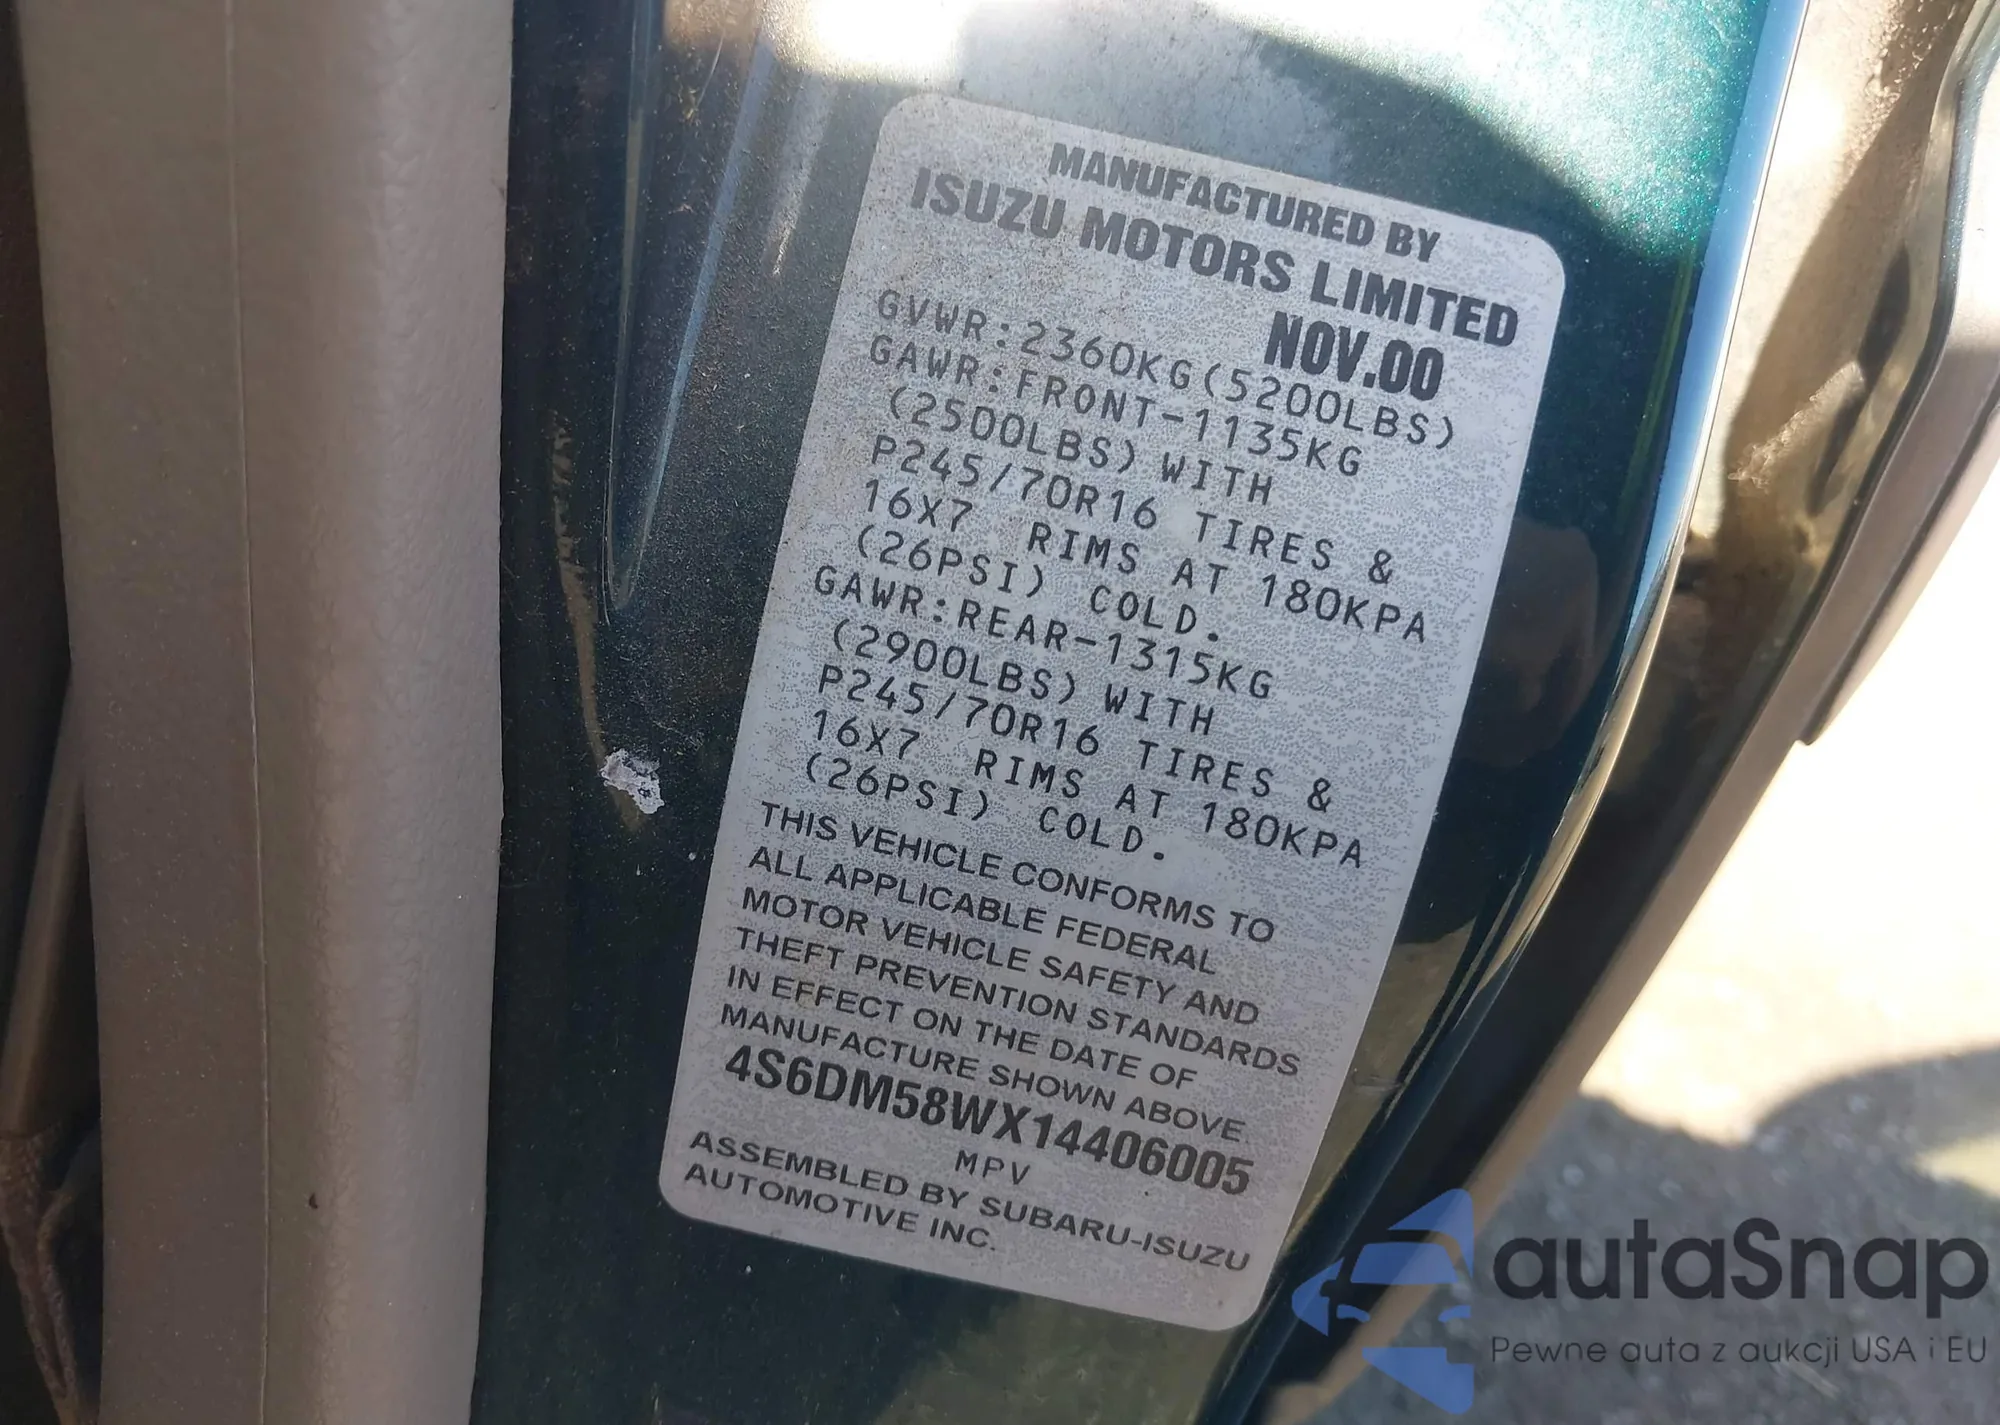 MANUFACTURED BY
ISUZU MOTORS LIMITED
NOV.00
GVWR:2360KG(5200LBS)
GAWR:FRONT-1135KG
(2500LBS) WITH
P245/70R16 TIRES &
16X7 RIMS AT 180KPA
(26PSI) COLD.
GAWR:REAR-1315KG
(2900LBS) WITH
P245/70R16 TIRES &
16X7 RIMS AT 180KPA
(26PSI) COLD.
THIS VEHICLE CONFORMS TO
ALL APPLICABLE FEDERAL
MOTOR VEHICLE SAFETY AND
THEFT PREVENTION STANDARDS
IN EFFECT ON THE DATE OF
MANUFACTURE SHOWN ABOVE.
4S6DM58WX14406005
MPV
ASSEMBLED BY SUBARU-ISUZU
AUTOMOTIVE INC.
autaSnap
Pewne auta z aukcji USA i EU